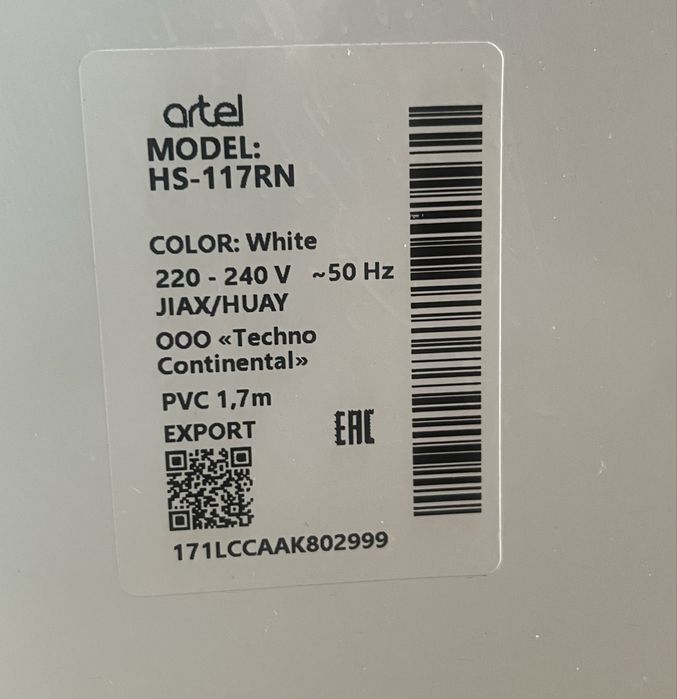 artel
MODEL:
HS-117RN
COLOR: White
220 - 240 V ~50 Hz
JIAX/HUAY
ООО «Techno
Continental»
PVC 1,7m
EXPORT
EAC
171LCCAAK802999